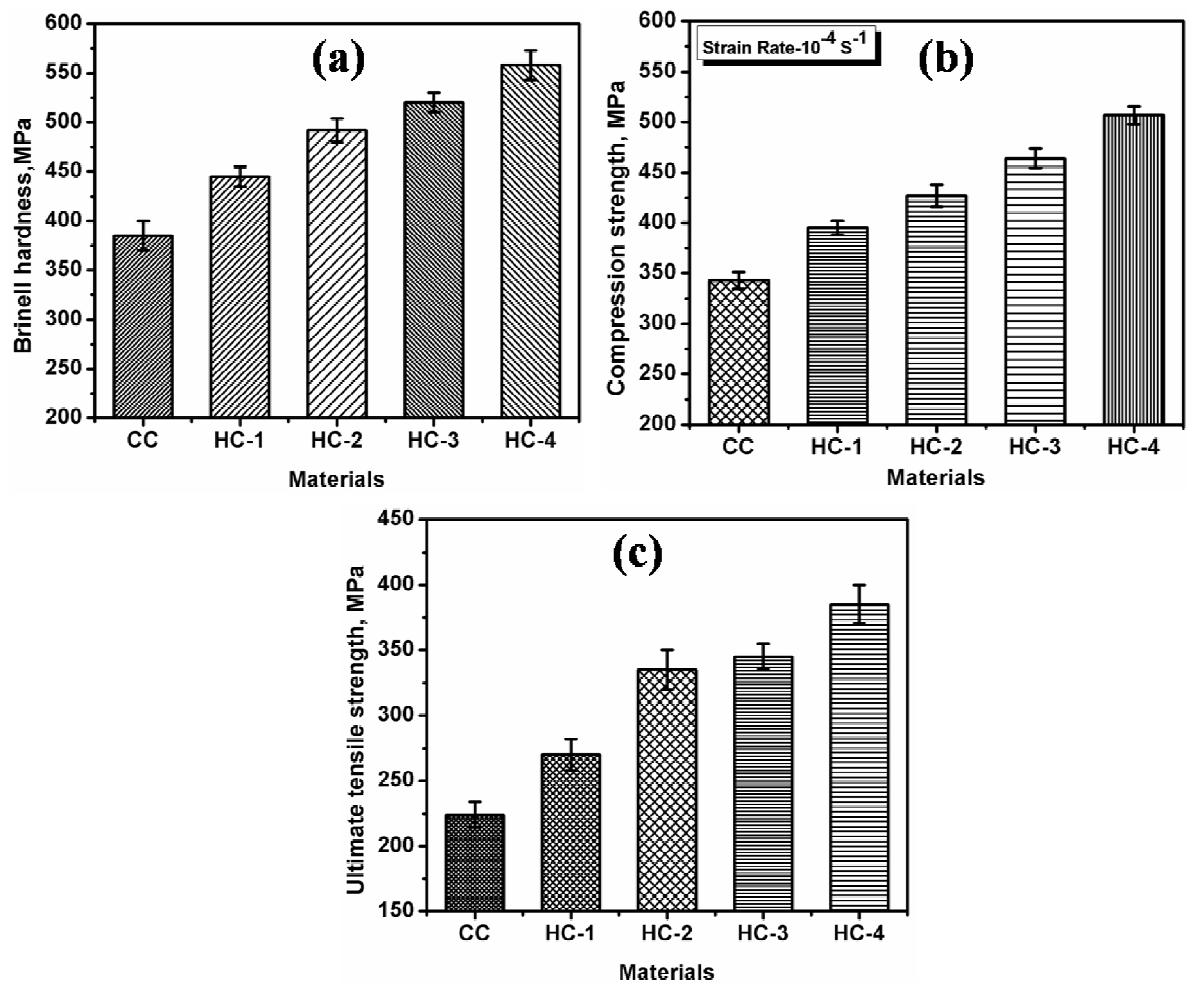 (a)
Brinell hardness,MPa
600
550
500
450
400
350
300
250
200
CC HC-1 HC-2 HC-3 HC-4
Materials
(b)
Strain Rate-10⁻⁴ S⁻¹
Compression strength, MPa
600
550
500
450
400
350
300
250
200
CC HC-1 HC-2 HC-3 HC-4
Materials
(c)
Ultimate tensile strength, MPa
450
400
350
300
250
200
150
CC HC-1 HC-2 HC-3 HC-4
Materials